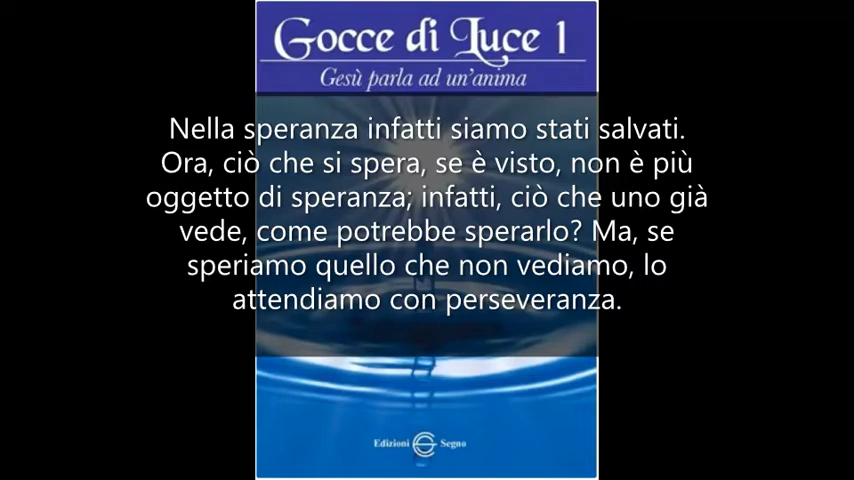 Gocce di Luce 1
Gesù parla ad un'anima
Nella speranza infatti siamo stati salvati.
Ora, ciò che si spera, se è visto, non è più
oggetto di speranza; infatti, ciò che uno già
vede, come potrebbe sperarlo? Ma, se
speriamo quello che non vediamo, lo
attendiamo con perseveranza.
Edizioni Segno